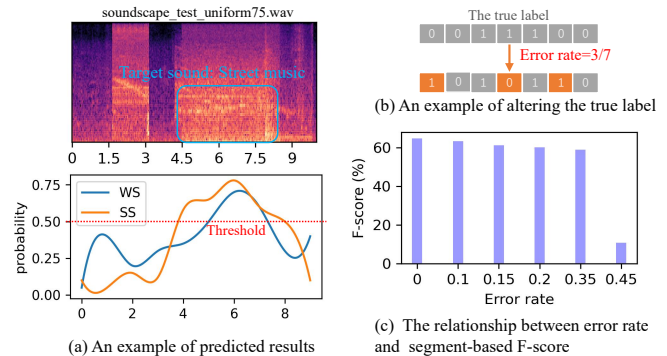 soundscape_test_uniform75.wav
Target sound: Street music
0 1.5 3 4.5 6 7.5 9
0.75
0.50
0.25
0.00
probability
WS
SS
Threshold
0 2 4 6 8
(a) An example of predicted results
The true label
0 0 1 1 1 0 0
Error rate=3/7
1 0 1 0 1 1 0
(b) An example of altering the true label
60
40
20
0
F-score (%)
0 0.1 0.15 0.2 0.35 0.45
Error rate
(c) The relationship between error rate
and segment-based F-score